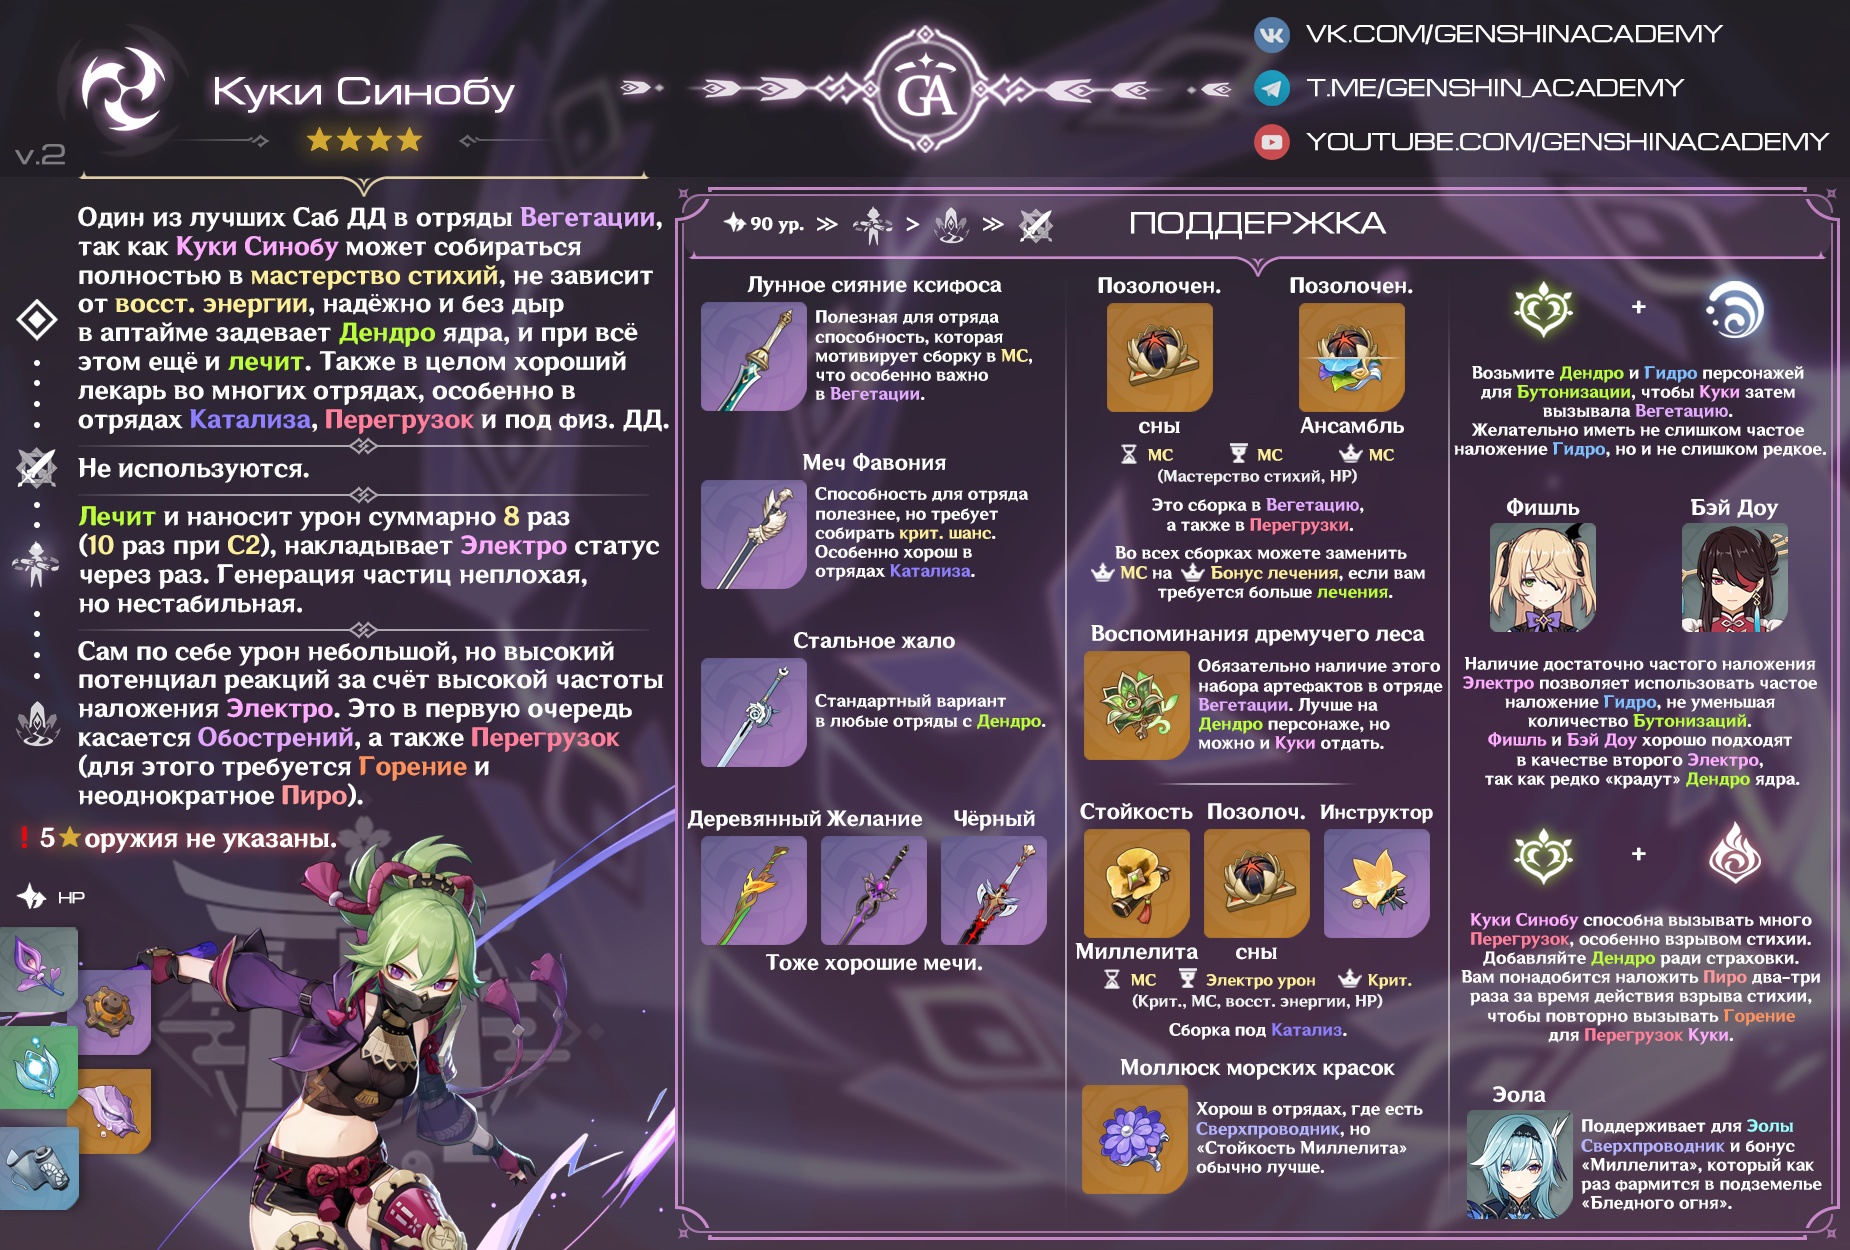 Куки Синобу
v.2
GA
VK.COM/GENSHINACADEMY
T.ME/GENSHIN_ACADEMY
YOUTUBE.COM/GENSHINACADEMY
Один из лучших Саб ДД в отряды Вегетации,
так как Куки Синобу может собираться
полностью в мастерство стихий, не зависит
от восст. энергии, надёжно и без дыр
в аптайме задевает Дендро ядра, и при всё
этом ещё и лечит. Также в целом хороший
лекарь во многих отрядах, особенно в
отрядах Катализа, Перегрузок и под физ. ДД.
Не используются.
Лечит и наносит урон суммарно 8 раз
(10 раз при С2), накладывает Электро статус
через раз. Генерация частиц неплохая,
но нестабильная.
Сам по себе урон небольшой, но высокий
потенциал реакций за счёт высокой частоты
наложения Электро. Это в первую очередь
касается Обострений, а также Перегрузок
(для этого требуется Горение и
неоднократное Пиро).
! 5 оружия не указаны.
HP
90 ур. >> > >>
ПОДДЕРЖКА
Лунное сияние ксифоса
Полезная для отряда
способность, которая
мотивирует сборку в МС,
что особенно важно
в Вегетации.
Меч Фавония
Способность для отряда
полезнее, но требует
собирать крит. шанс.
Особенно хорош в
отрядах Катализа.
Стальное жало
Стандартный вариант
в любые отряды с Дендро.
Деревянный Желание Чёрный
Тоже хорошие мечи.
Позолочен. Позолочен.
сны Ансамбль
МС МС МС
(Мастерство стихий, HP)
Это сборка в Вегетацию,
а также в Перегрузки.
Во всех сборках можете заменить
МС на Бонус лечения, если вам
требуется больше лечения.
Воспоминания дремучего леса
Обязательно наличие этого
набора артефактов в отряде
Вегетации. Лучше на
Дендро персонаже, но
можно и Куки отдать.
Стойкость Позолоч. Инструктор
Миллелита сны
МС Электро урон Крит.
(Крит., МС, восст. энергии, HP)
Сборка под Катализ.
Моллюск морских красок
Хорош в отрядах, где есть
Сверхпроводник, но
«Стойкость Миллелита»
обычно лучше.
+
Возьмите Дендро и Гидро персонажей
для Бутонизации, чтобы Куки затем
вызывала Вегетацию.
Желательно иметь не слишком частое
наложение Гидро, но и не слишком редкое.
Фишль Бэй Доу
Наличие достаточно частого наложения
Электро позволяет использовать частое
наложение Гидро, не уменьшая
количество Бутонизаций.
Фишль и Бэй Доу хорошо подходят
в качестве второго Электро,
так как редко «крадут» Дендро ядра.
+
Куки Синобу способна вызывать много
Перегрузок, особенно взрывом стихии.
Добавляйте Дендро ради страховки.
Вам понадобится наложить Пиро два-три
раза за время действия взрыва стихии,
чтобы повторно вызывать Горение
для Перегрузок Куки.
Эола
Поддерживает для Эолы
Сверхпроводник и бонус
«Миллелита», который как
раз фармится в подземелье
«Бледного огня».